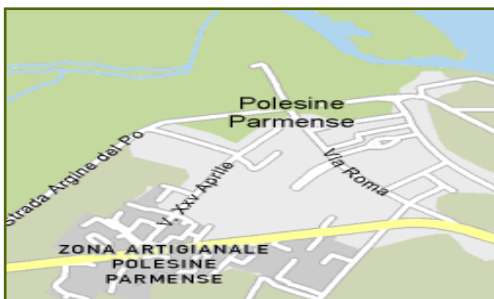 Polesine
Parmense
Strada Argine del Po
V. Xxv Aprile
Via Roma
ZONA ARTIGIANALE
POLESINE
PARMENSE